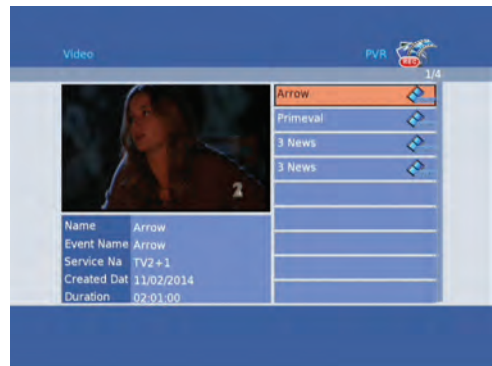 Video
PVR
REC
1/4
Arrow
Primeval
3 News
3 News
2
Name Arrow
Event Name Arrow
Service Na TV2+1
Created Dat 11/02/2014
Duration 02:01:00